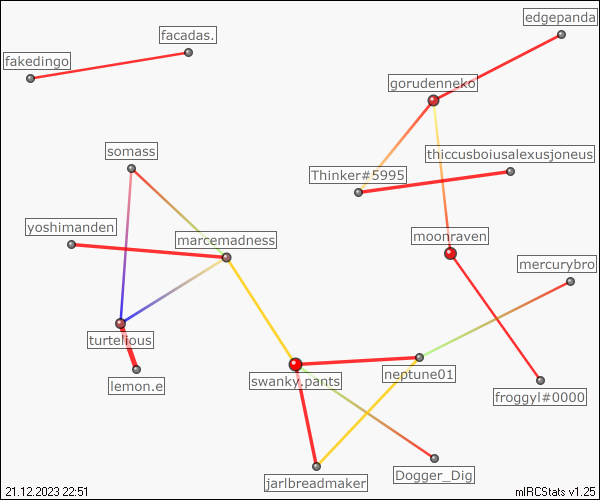 edgepanda
facadas.
fakedingo
gorudenneko
somass
thiccusboiusalexusjoneus
Thinker#5995
yoshimanden
marcemadness
moonraven
mercurybro
turtelious
swanky.pants
neptune01
lemon.e
froggyl#0000
Dogger_Dig
jarlbreadmaker
21.12.2023 22:51
mIRCStats v1.25